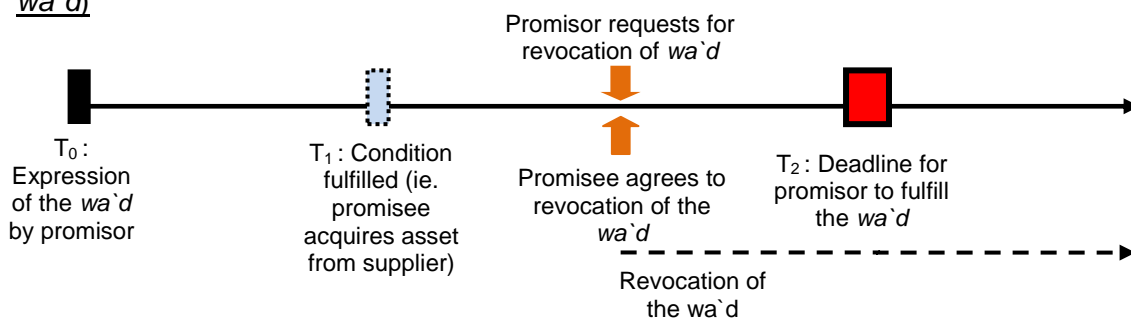 wa`d)
Promisor requests for
revocation of wa`d
T0 :
Expression
of the wa`d
by promisor
T1 : Condition
fulfilled (ie.
promisee
acquires asset
from supplier)
Promisee agrees to
revocation of the
wa`d
T2 : Deadline for
promisor to fulfill
the wa`d
Revocation of
the wa`d